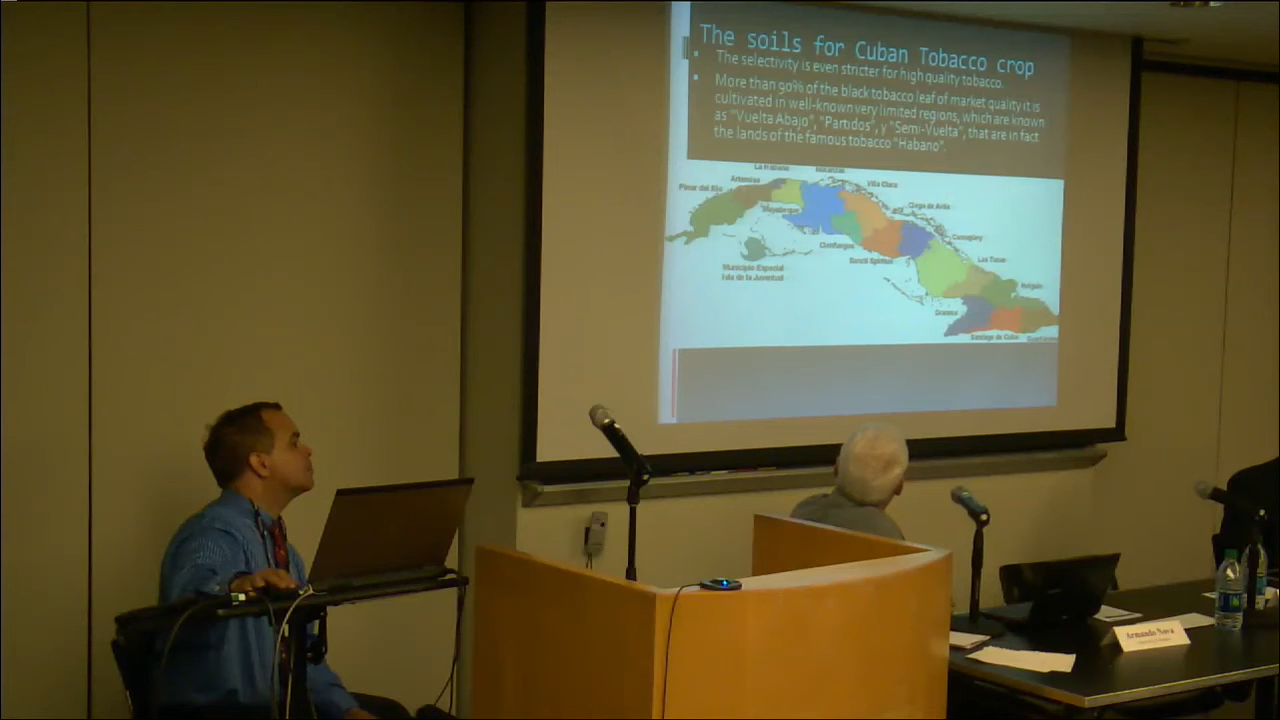 The soils for Cuban Tobacco crop
The selectivity is even stricter for high quality tobacco.
More than 90% of the black tobacco leaf of market quality it is
cultivated in well-known very limited regions, which are known
as "Vuelta Abajo", "Partidos", y "Semi-Vuelta", that are in fact
the lands of the famous tobacco "Habano".
La Habana
Artemisa
Villa Clara
Pinar del Río
Ciego de Avila
Mayabeque
Camagüey
Cienfuegos
Sancti Spiritus
Las Tunas
Municipio Especial
Isla de la Juventud
Holguin
Granma
Santiago de Cuba
Armando Nova